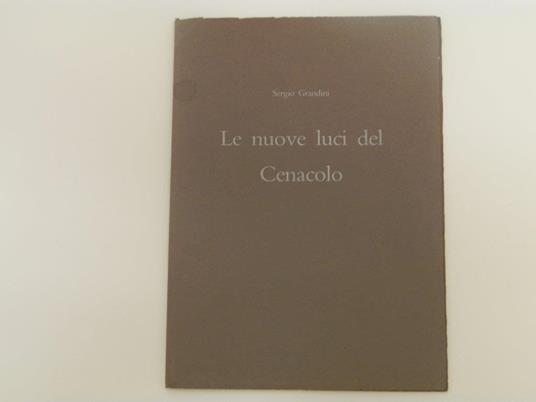 Sergio Grandini
Le nuove luci del
Cenacolo